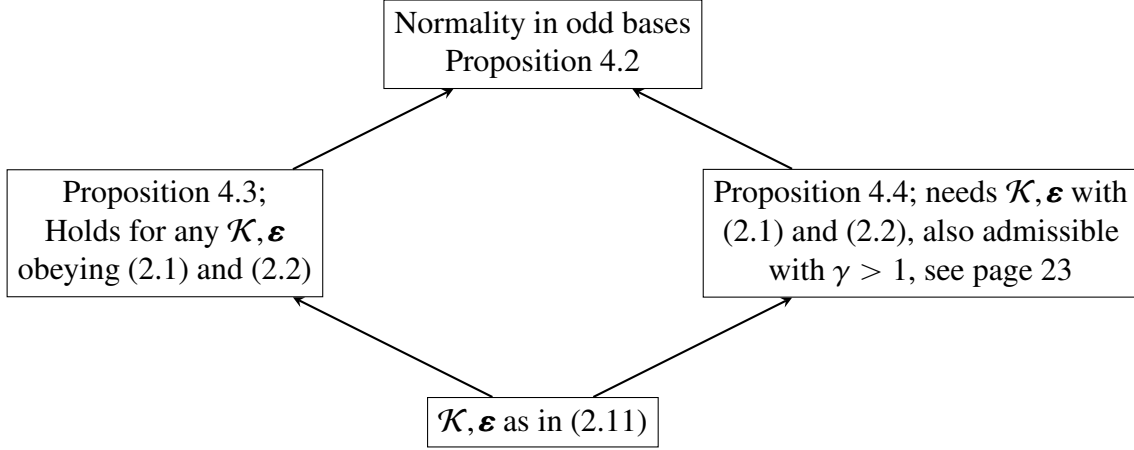 Normality in odd bases
Proposition 4.2
Proposition 4.3;
Holds for any 𝒦, 𝜺
obeying (2.1) and (2.2)
Proposition 4.4; needs 𝒦, 𝜺 with
(2.1) and (2.2), also admissible
with γ > 1, see page 23
𝒦, 𝜺 as in (2.11)